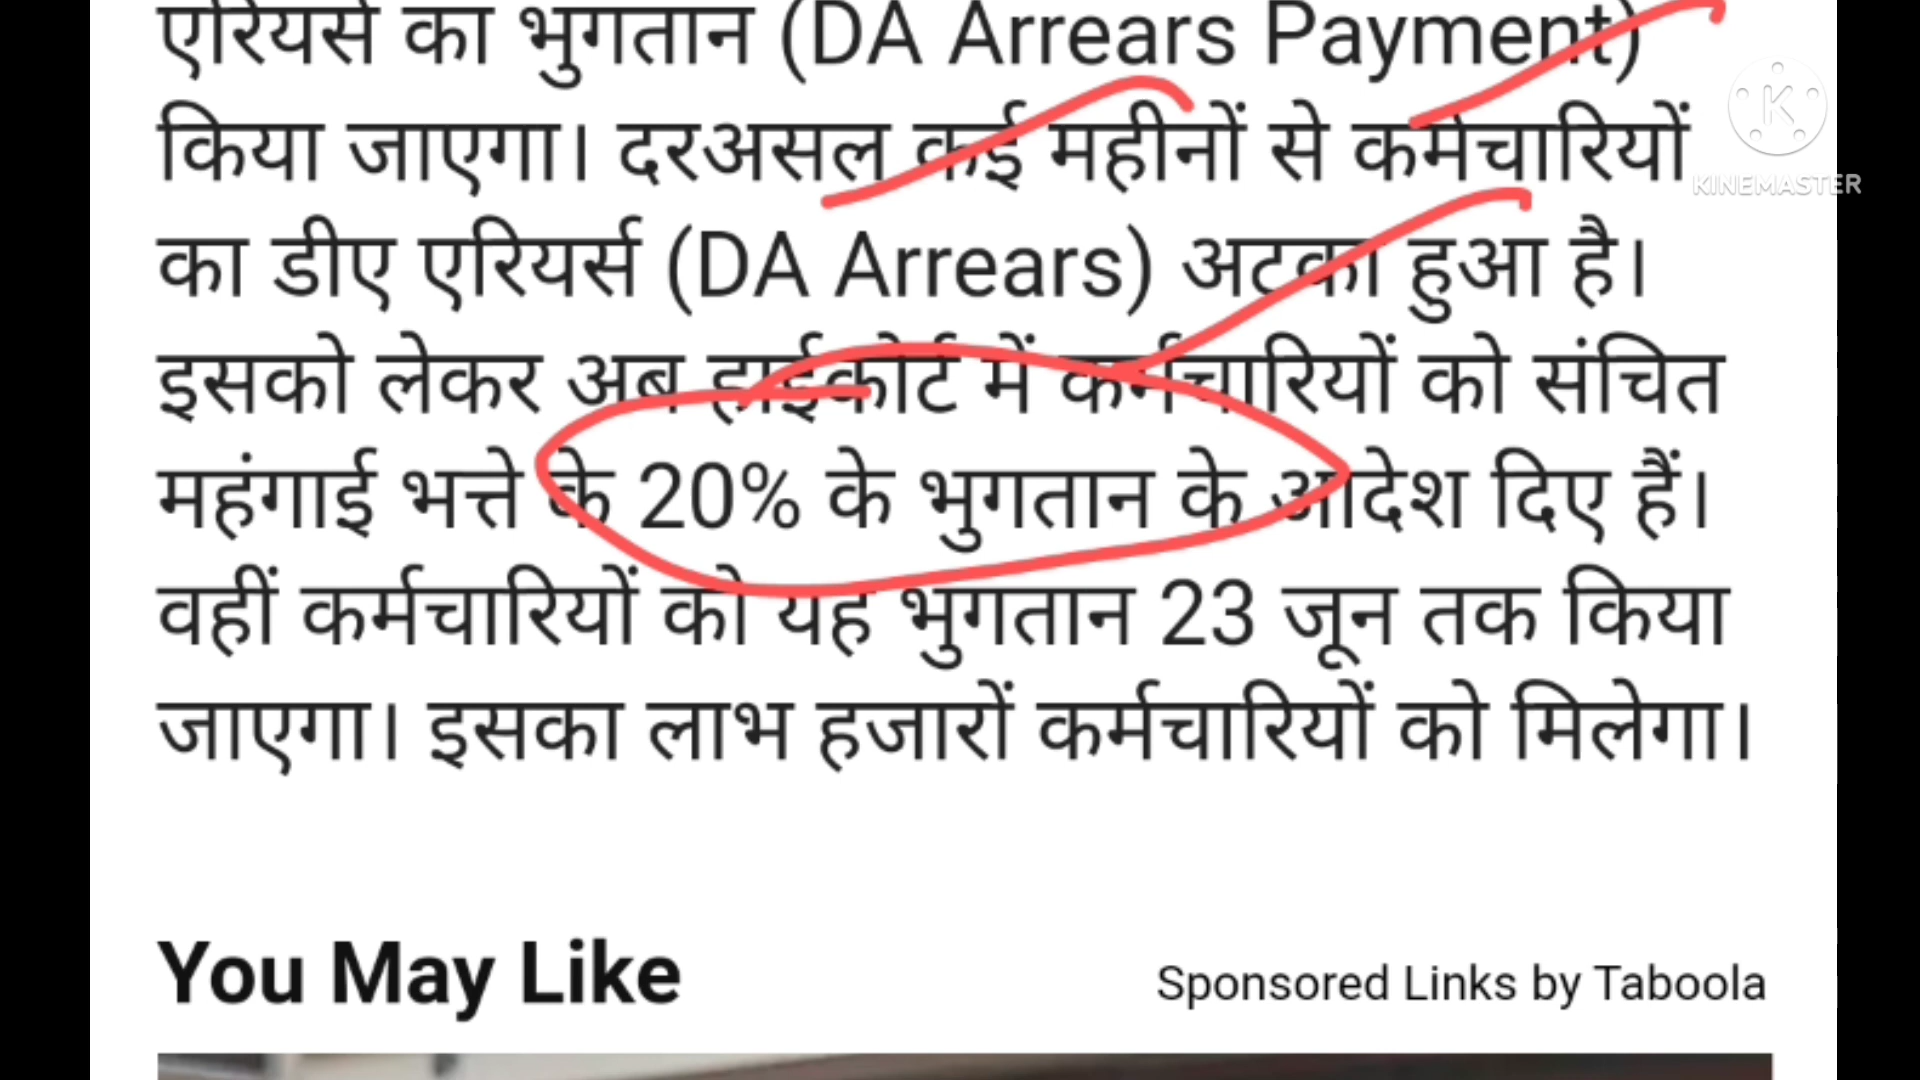 एरियर्स का भुगतान (DA Arrears Payment)
किया जाएगा। दरअसल कई महीनों से कर्मचारियों
KINEMASTER
का डीए एरियर्स (DA Arrears) अटका हुआ है।
इसको लेकर अब हाईकोर्ट में कर्मचारियों को संचित
महंगाई भत्ते के 20% के भुगतान के आदेश दिए हैं।
वहीं कर्मचारियों को यह भुगतान 23 जून तक किया
जाएगा। इसका लाभ हजारों कर्मचारियों को मिलेगा।
You May Like
Sponsored Links by Taboola